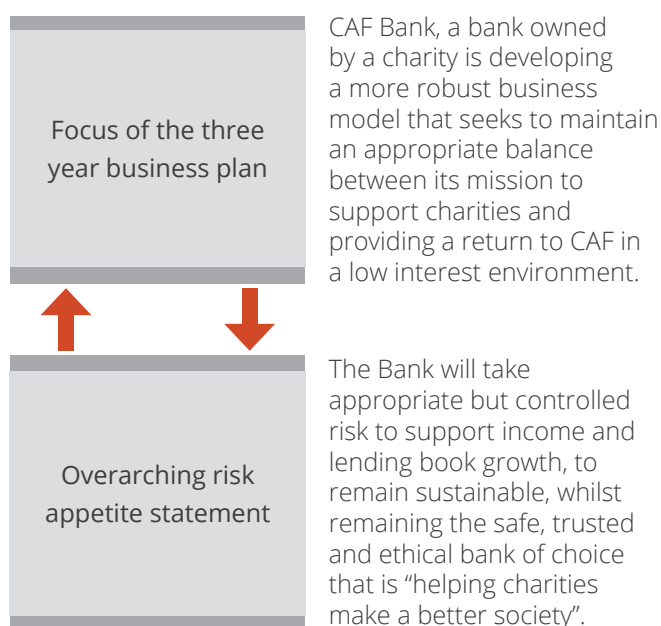 Focus of the three
year business plan
CAF Bank, a bank owned
by a charity is developing
a more robust business
model that seeks to maintain
an appropriate balance
between its mission to
support charities and
providing a return to CAF in
a low interest environment.
Overarching risk
appetite statement
The Bank will take
appropriate but controlled
risk to support income and
lending book growth, to
remain sustainable, whilst
remaining the safe, trusted
and ethical bank of choice
that is “helping charities
make a better society”.